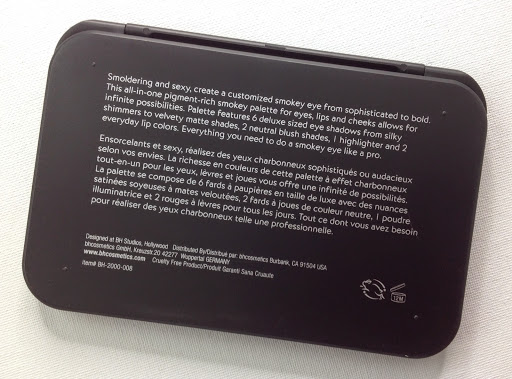 Smoldering and sexy, create a customized smokey eye from sophisticated to bold.
This all-in-one pigment-rich smokey palette for eyes, lips and cheeks allows for
infinite possibilities. Palette features 6 deluxe sized eye shadows from silky
shimmers to velvety matte shades, 2 neutral blush shades, 1 highlighter and 2
everyday lip colors. Everything you need to do a smokey eye like a pro.
Ensorcelants et sexy, réalisez des yeux charbonneux sophistiqués ou audacieux
selon vos envies. La richesse en couleurs de cette palette à effet charbonneux
tout-en-un pour les yeux, lèvres et joues vous offre une infinité de possibilités.
La palette se compose de 6 fards à paupières en taille de luxe avec des nuances
satinées soyeuses à mates veloutées, 2 fards à joues de couleur neutre, 1 poudre
illuminatrice et 2 rouges à lèvres pour tous les jours. Tout ce dont vous avez besoin
pour réaliser des yeux charbonneux telle une professionnelle.
Designed at BH Studios, Hollywood Distributed By/Distribué par: bhcosmetics Burbank, CA 91504 USA
bhcosmetics GmbH, Kreuzstr.20 42277 Wuppertal GERMANY
www.bhcosmetics.com Cruelty Free Product/Produit Garanti Sana Cruaute
Item# BH-2000-008
12M